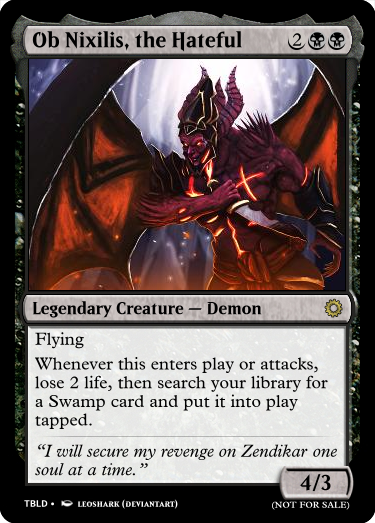 Ob Nixilis, the Hateful 2
Legendary Creature — Demon
Flying
Whenever this enters play or attacks,
lose 2 life, then search your library for
a Swamp card and put it into play
tapped.
“I will secure my revenge on Zendikar one
soul at a time.”
4/3
TBLD • LEOSHARK (DEVIANTART)
(NOT FOR SALE)